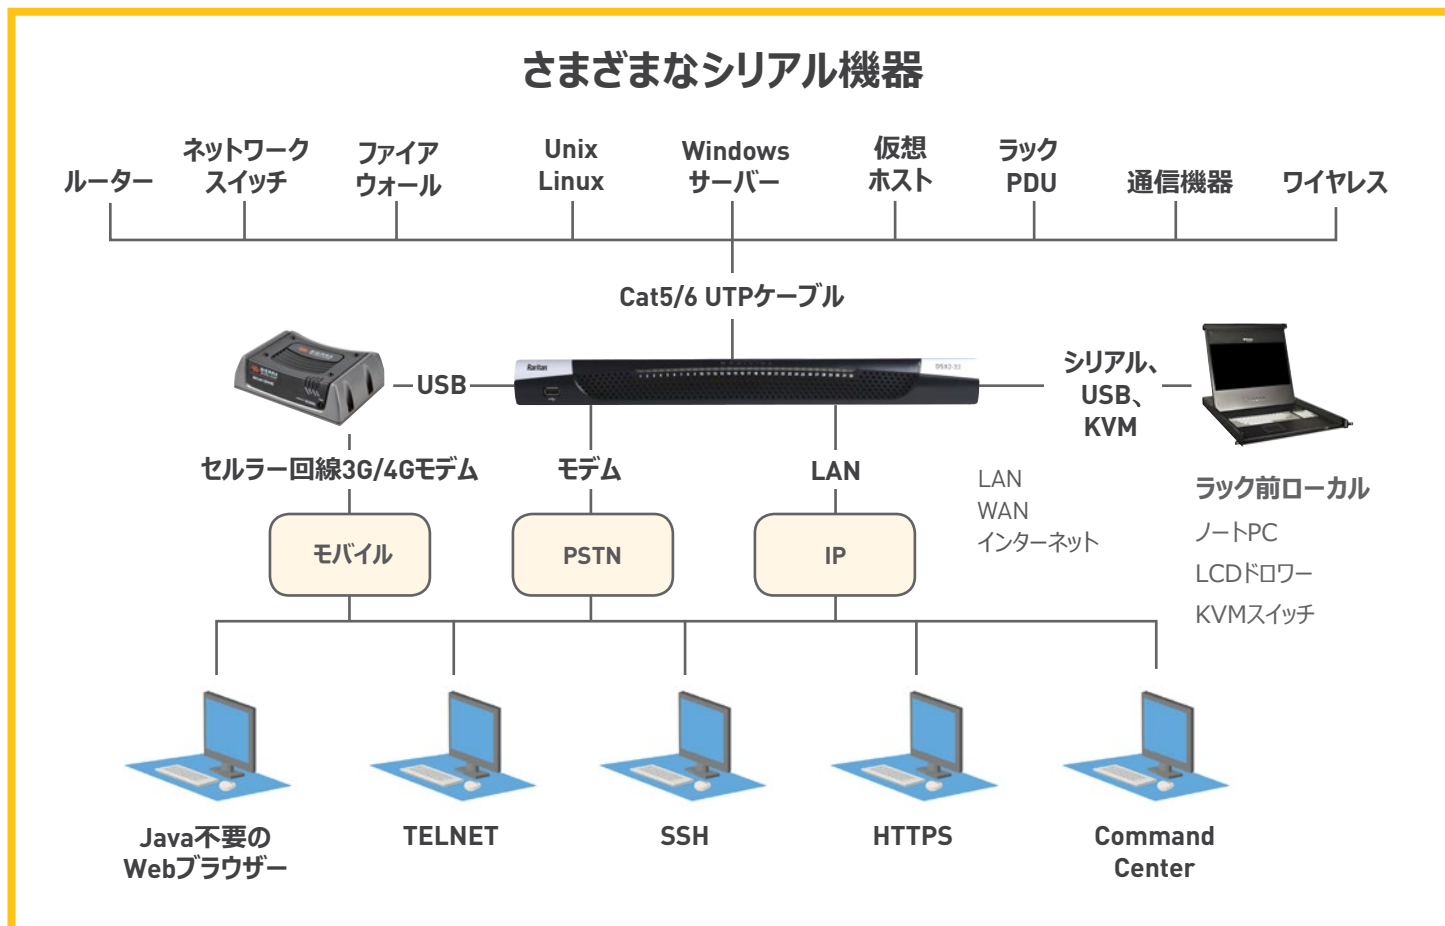 さまざまなシリアル機器
ルーター
ネットワーク
スイッチ
ファイア
ウォール
Unix
Linux
Windows
サーバー
仮想
ホスト
ラック
PDU
通信機器
ワイヤレス
Cat5/6 UTPケーブル
USB
Raritan
DSX2-32
シリアル、
USB、
KVM
セルラー回線3G/4Gモデム
モデム
LAN
LAN
WAN
インターネット
ラック前ローカル
ノートPC
LCDドロワー
KVMスイッチ
モバイル
PSTN
IP
Java不要の
Webブラウザー
TELNET
SSH
HTTPS
Command
Center